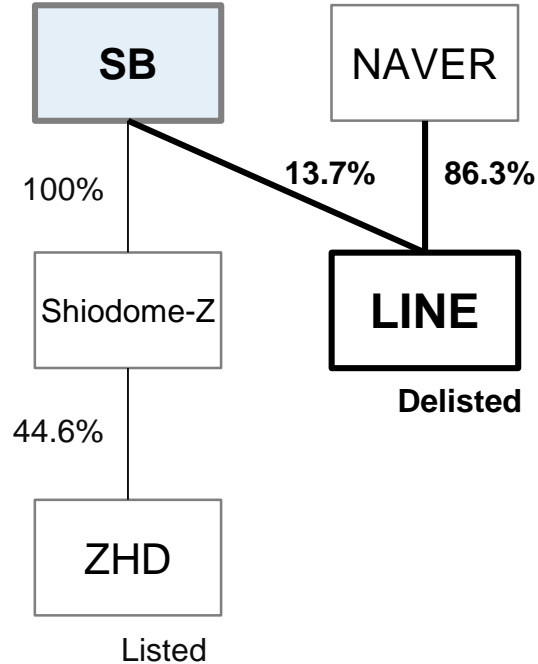 SB
NAVER
13.7%
86.3%
100%
Shiodome-Z
LINE
Delisted
44.6%
ZHD
Listed